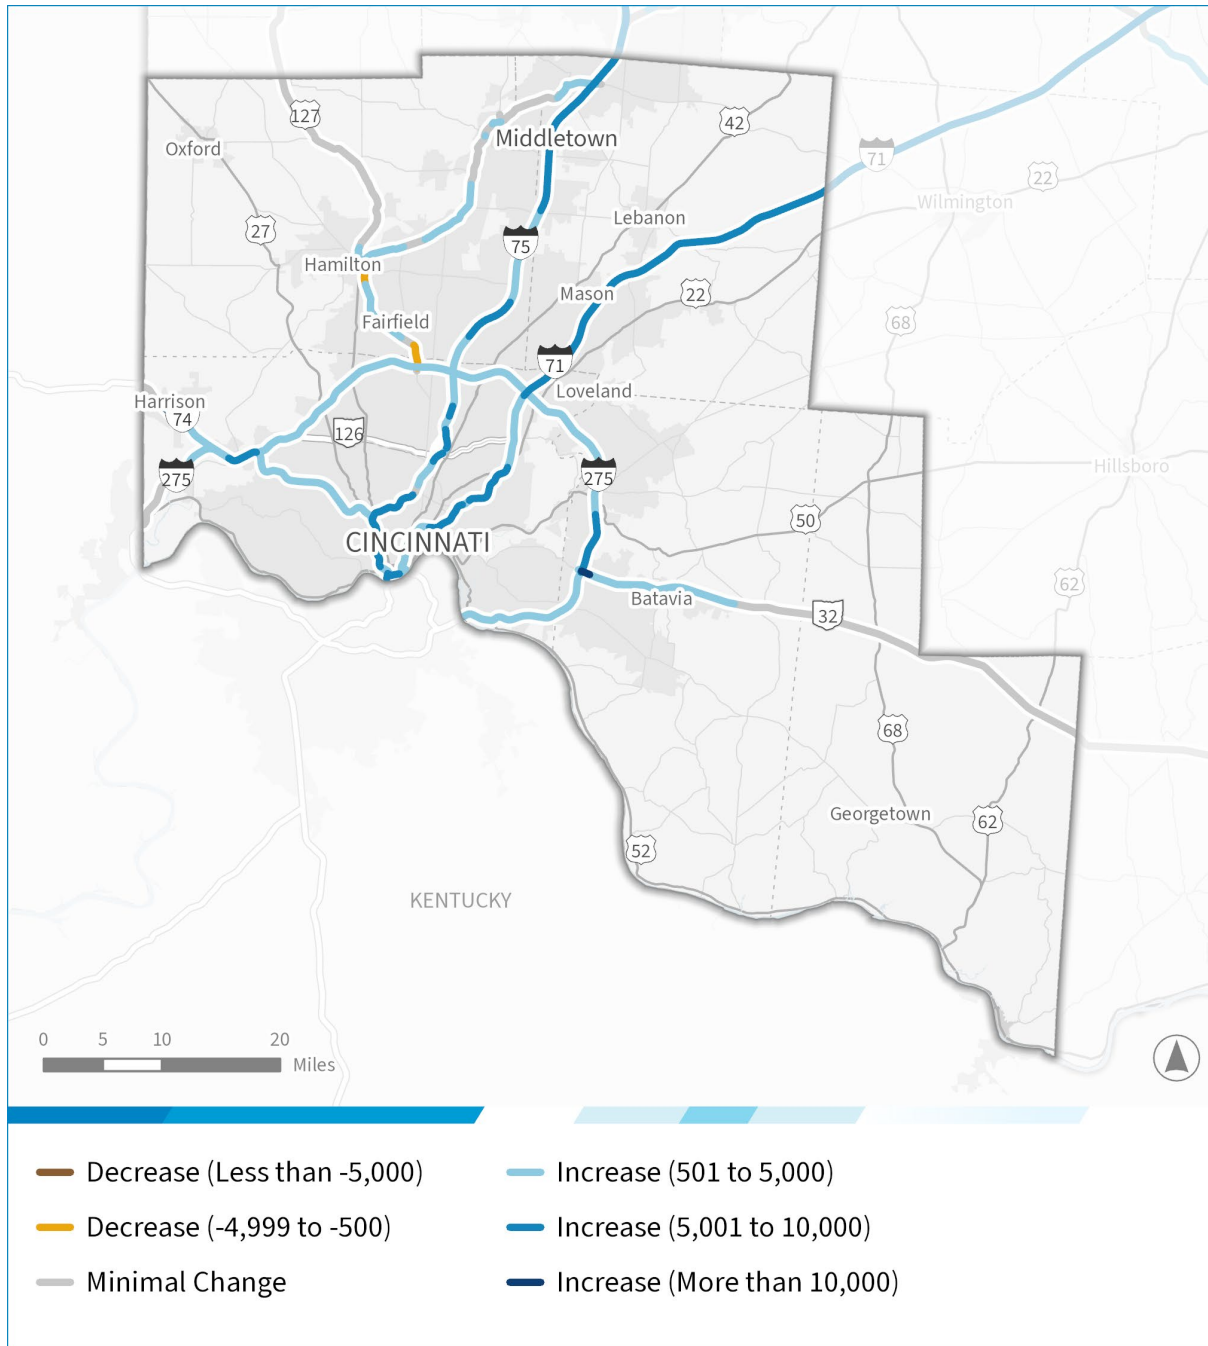 127
42
Oxford
Middletown
71
22
Wilmington
27
Lebanon
75
Hamilton
Mason
22
Fairfield
68
71
Loveland
Harrison
74
126
275
275
Hillsboro
50
CINCINNATI
62
Batavia
32
68
Georgetown
62
52
KENTUCKY
0 5 10 20
Miles
Decrease (Less than -5,000)
Decrease (-4,999 to -500)
Minimal Change
Increase (501 to 5,000)
Increase (5,001 to 10,000)
Increase (More than 10,000)